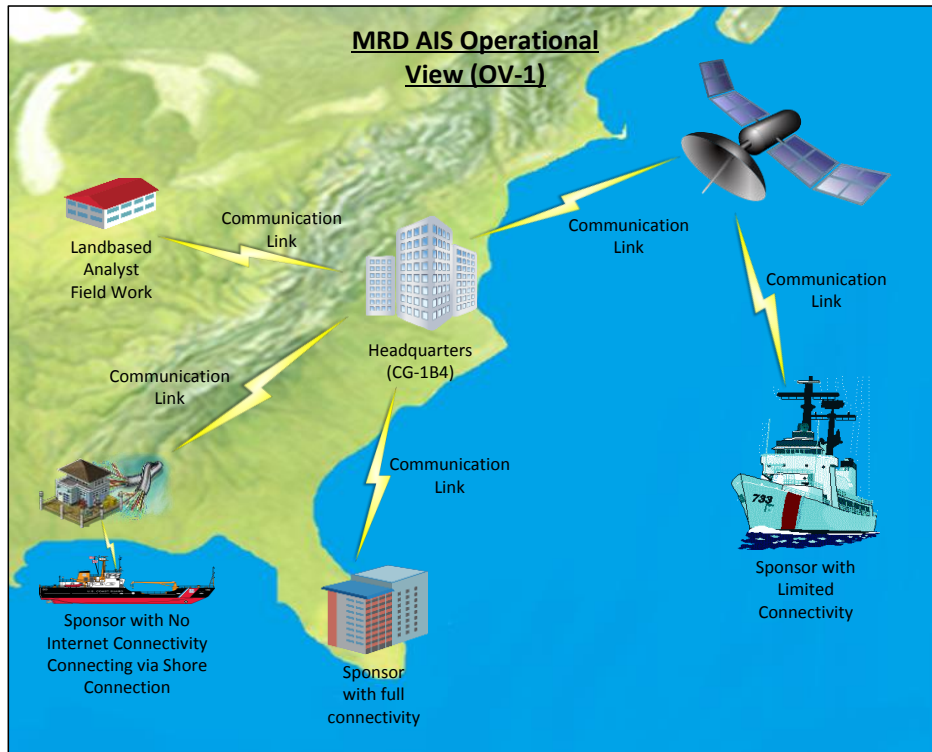 MRD AIS Operational
View (OV-1)
Communication
Link
Communication
Link
Landbased
Analyst
Field Work
Communication
Link
Headquarters
(CG-1B4)
Communication
Link
Communication
Link
733
Sponsor with
Limited
Connectivity
Sponsor with No
Internet Connectivity
Connecting via Shore
Connection
Sponsor
with full
connectivity